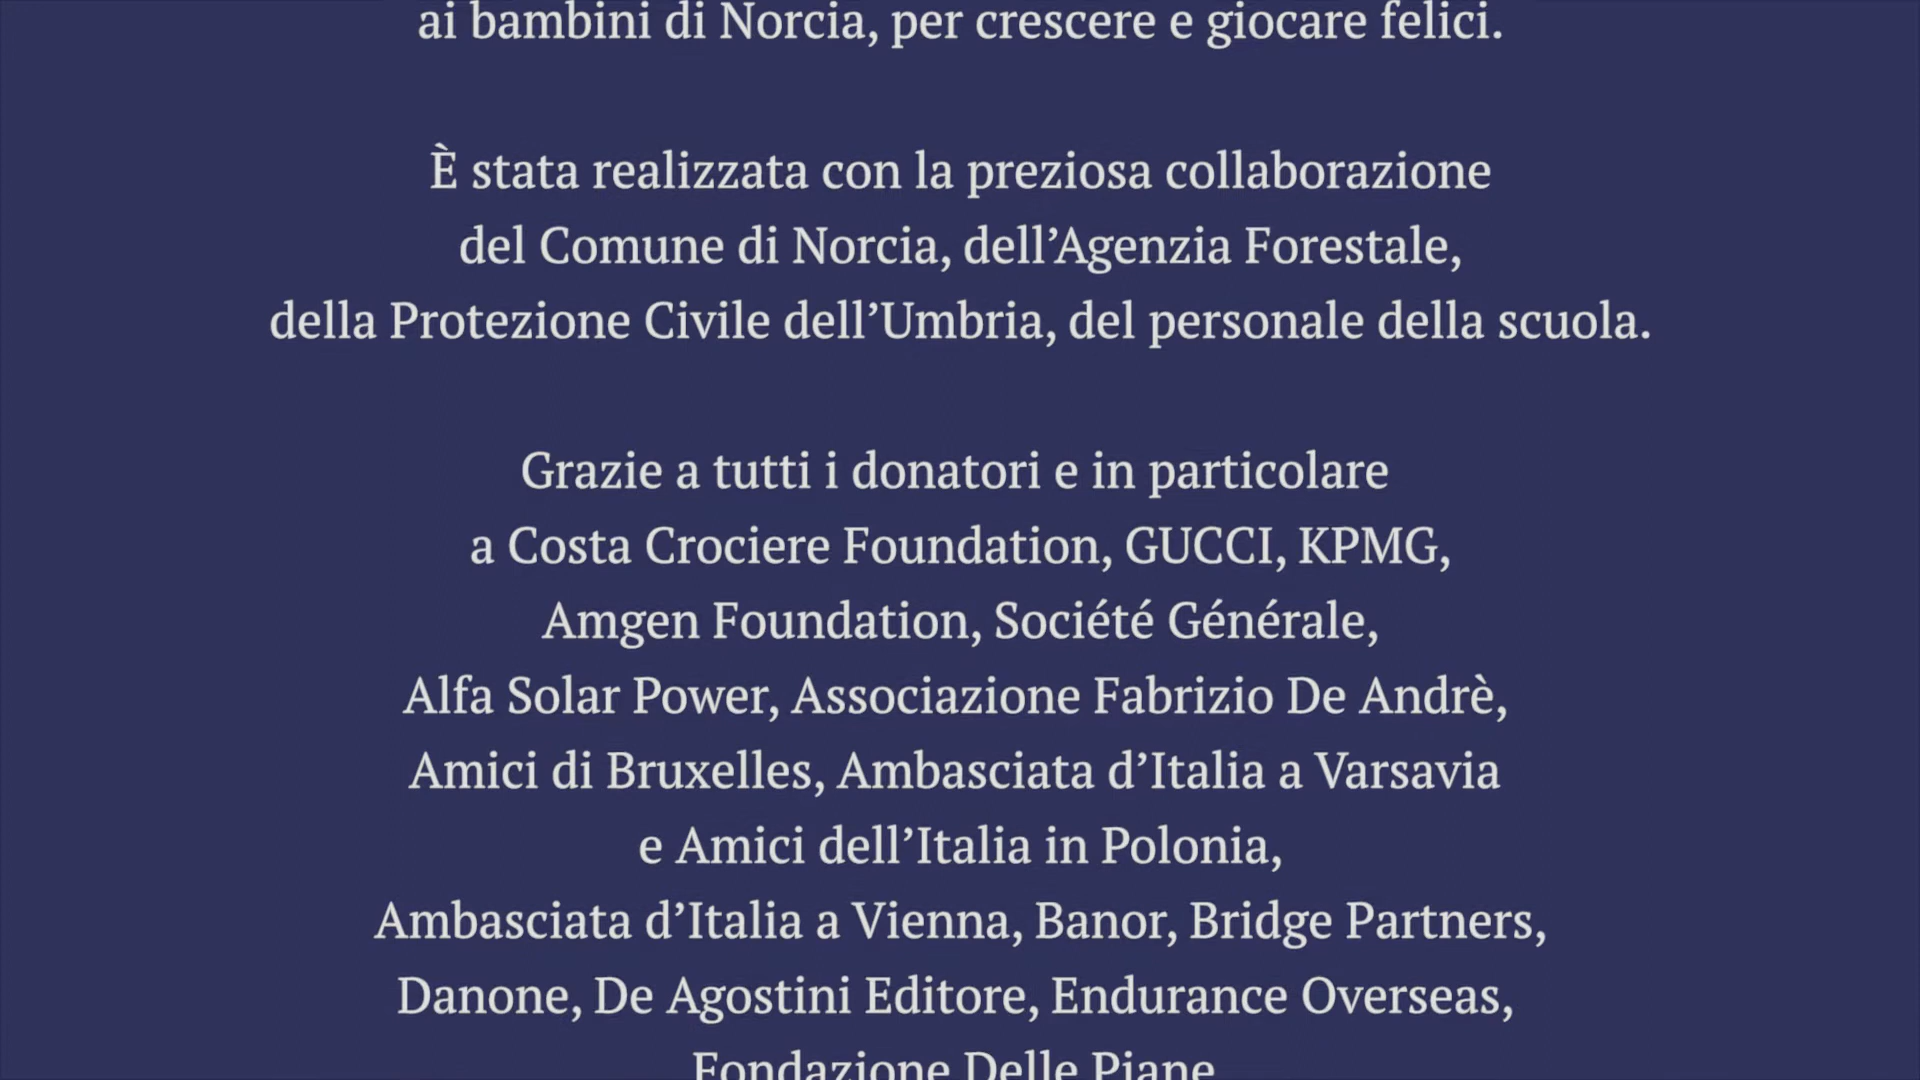 ai bambini di Norcia, per crescere e giocare felici.
È stata realizzata con la preziosa collaborazione
del Comune di Norcia, dell’Agenzia Forestale,
della Protezione Civile dell’Umbria, del personale della scuola.
Grazie a tutti i donatori e in particolare
a Costa Crociere Foundation, GUCCI, KPMG,
Amgen Foundation, Société Générale,
Alfa Solar Power, Associazione Fabrizio De Andrè,
Amici di Bruxelles, Ambasciata d’Italia a Varsavia
e Amici dell’Italia in Polonia,
Ambasciata d’Italia a Vienna, Banor, Bridge Partners,
Danone, De Agostini Editore, Endurance Overseas,
Fondazione Delle Piane